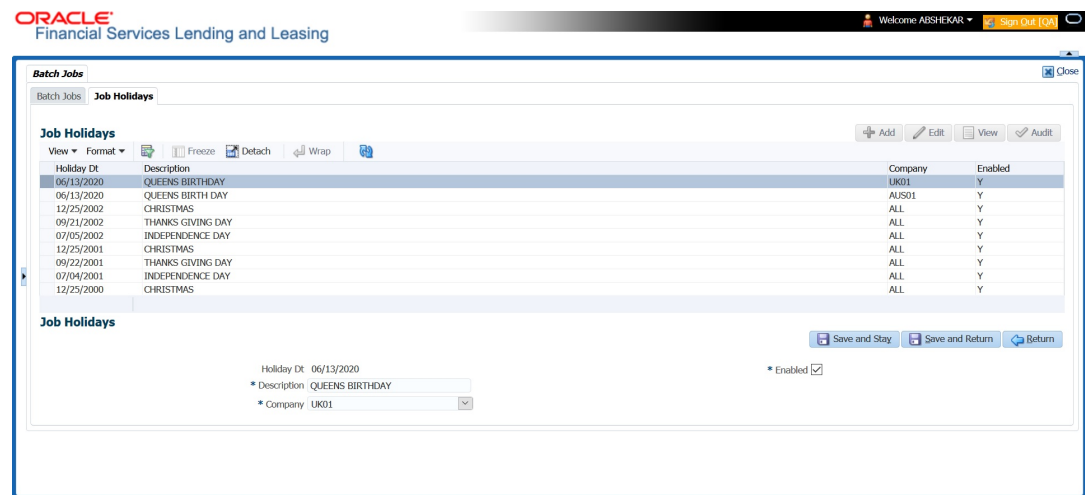 ORACLE®
Financial Services Lending and Leasing
Welcome ABSHEKAR
Sign Out [QA]
Batch Jobs
Close
Batch Jobs Job Holidays
Job Holidays
Add Edit View Audit
View Format Freeze Detach Wrap
Holiday Dt Description Company Enabled
06/13/2020 QUEENS BIRTHDAY UK01 Y
06/13/2020 QUEENS BIRTH DAY AUS01 Y
12/25/2002 CHRISTMAS ALL Y
09/21/2002 THANKS GIVING DAY ALL Y
07/05/2002 INDEPENDENCE DAY ALL Y
12/25/2001 CHRISTMAS ALL Y
09/22/2001 THANKS GIVING DAY ALL Y
07/04/2001 INDEPENDENCE DAY ALL Y
12/25/2000 CHRISTMAS ALL Y
Job Holidays
Save and Stay Save and Return Return
Holiday Dt 06/13/2020 * Enabled
* Description QUEENS BIRTHDAY
* Company UK01